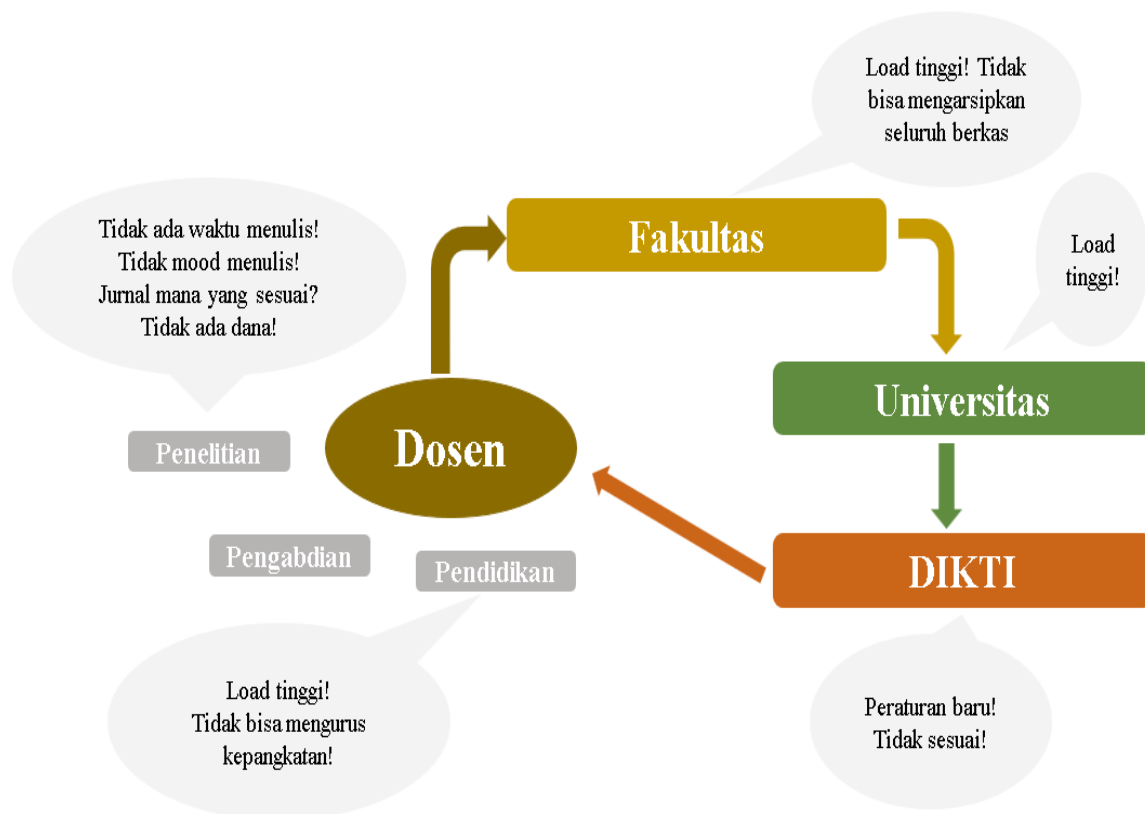 Load tinggi! Tidak
bisa mengarsipkan
seluruh berkas
Tidak ada waktu menulis!
Tidak mood menulis!
Jurnal mana yang sesuai?
Tidak ada dana!
Fakultas
Load
tinggi!
Universitas
Dosen
Penelitian
Pengabdian
Pendidikan
DIKTI
Load tinggi!
Tidak bisa mengurus
kepangkatan!
Peraturan baru!
Tidak sesuai!